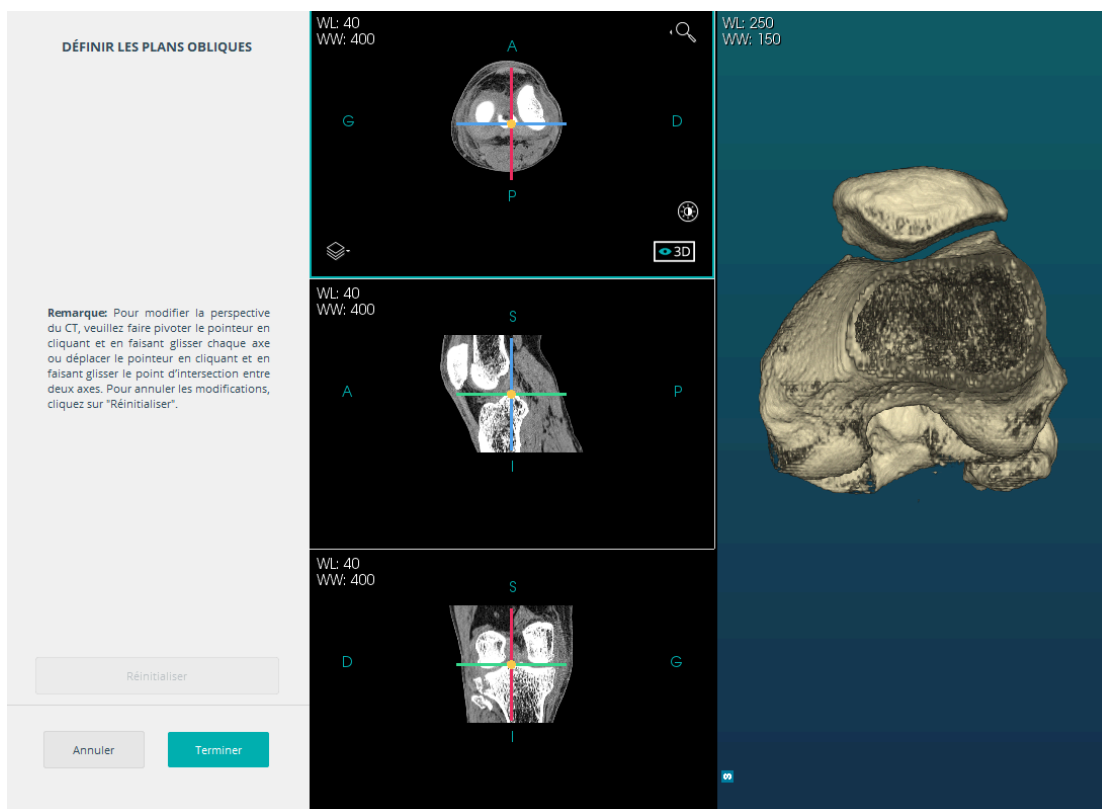 DÉFINIR LES PLANS OBLIQUES
Remarque: Pour modifier la perspective
du CT, veuillez faire pivoter le pointeur en
cliquant et en faisant glisser chaque axe
ou déplacer le pointeur en cliquant et en
faisant glisser le point d'intersection entre
deux axes. Pour annuler les modifications,
cliquez sur "Réinitialiser".
Réinitialiser
Annuler
Terminer
WL: 40
WW: 400
A
G
D
P
3D
WL: 40
WW: 400
S
A
P
I
WL: 40
WW: 400
S
D
G
I
WL: 250
WW: 150
S